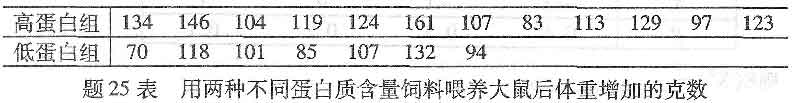 高蛋白组 134 146 104 119 124 161 107 83 113 129 97 123
低蛋白组 70 118 101 85 107 132 94
题25表 用两种不同蛋白质含量饲料喂养大鼠后体重增加的克数